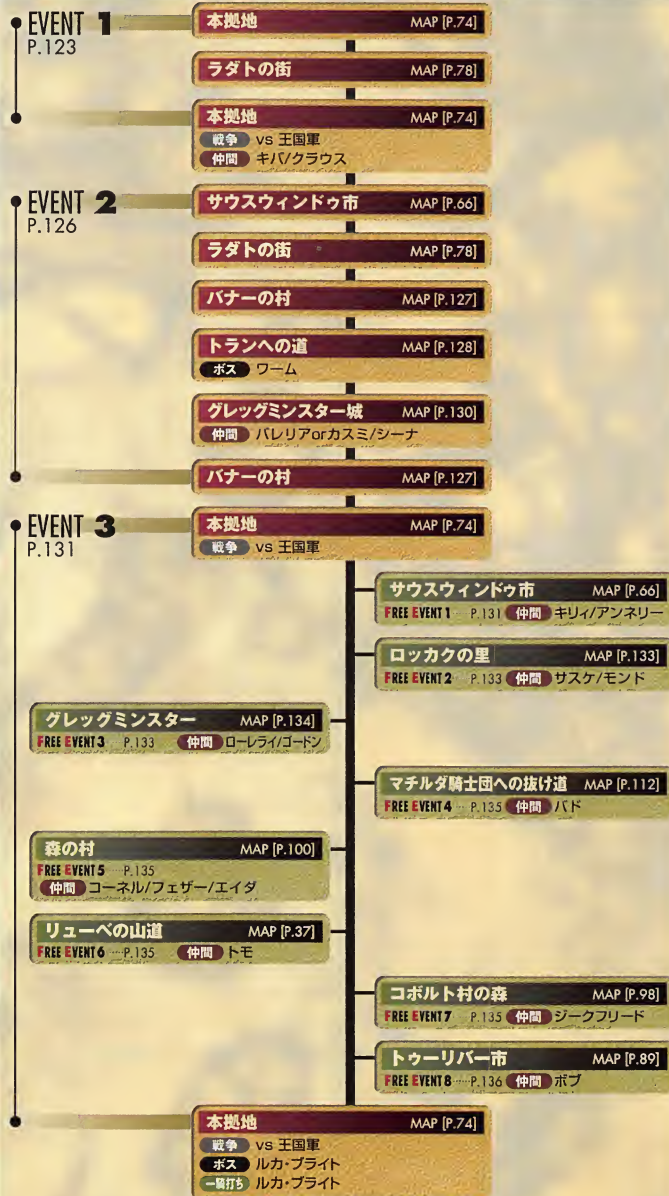 EVENT 1
P.123
本拠地 MAP [P.74]
ラダトの街 MAP [P.78]
本拠地 MAP [P.74]
戦争 vs 王国軍
仲間 キバ/クラウス
EVENT 2
P.126
サウスウィンドゥ市 MAP [P.66]
ラダトの街 MAP [P.78]
バナーの村 MAP [P.127]
トランへの道 MAP [P.128]
ボス ワーム
グレッグミンスター城 MAP [P.130]
仲間 バレリアorカスミ/シーナ
バナーの村 MAP [P.127]
EVENT 3
P.131
本拠地 MAP [P.74]
戦争 vs 王国軍
サウスウィンドゥ市 MAP [P.66]
FREE EVENT 1 … P.131 仲間 キリィ/アンネリー
ロッカクの里 MAP [P.133]
FREE EVENT 2 … P.133 仲間 サスケ/モンド
グレッグミンスター MAP [P.134]
FREE EVENT 3 … P.133 仲間 ローレライ/ゴードン
マチルダ騎士団への抜け道 MAP [P.112]
FREE EVENT 4 … P.135 仲間 バド
森の村 MAP [P.100]
FREE EVENT 5 … P.135
仲間 コーネル/フェザー/エイダ
リューベの山道 MAP [P.37]
FREE EVENT 6 … P.135 仲間 トモ
コボルト村の森 MAP [P.98]
FREE EVENT 7 … P.135 仲間 ジークフリード
トゥーリバー市 MAP [P.89]
FREE EVENT 8 … P.136 仲間 ボブ
本拠地 MAP [P.74]
戦争 vs 王国軍
ボス ルカ・ブライト
一騎打ち ルカ・ブライト